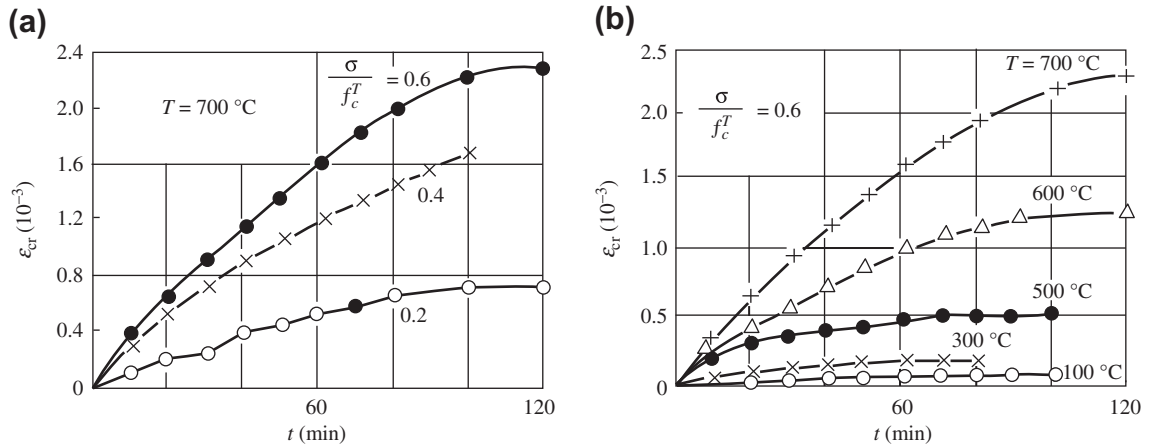 (a)
2.4
2.0
1.6
1.2
0.8
0.4
0
ε_cr (10⁻³)
T = 700 °C
σ/f_c^T = 0.6
0.4
0.2
60
120
t (min)
(b)
2.5
2.0
1.5
1.0
0.5
0
ε_cr (10⁻³)
σ/f_c^T = 0.6
T = 700 °C
600 °C
500 °C
300 °C
100 °C
60
120
t (min)